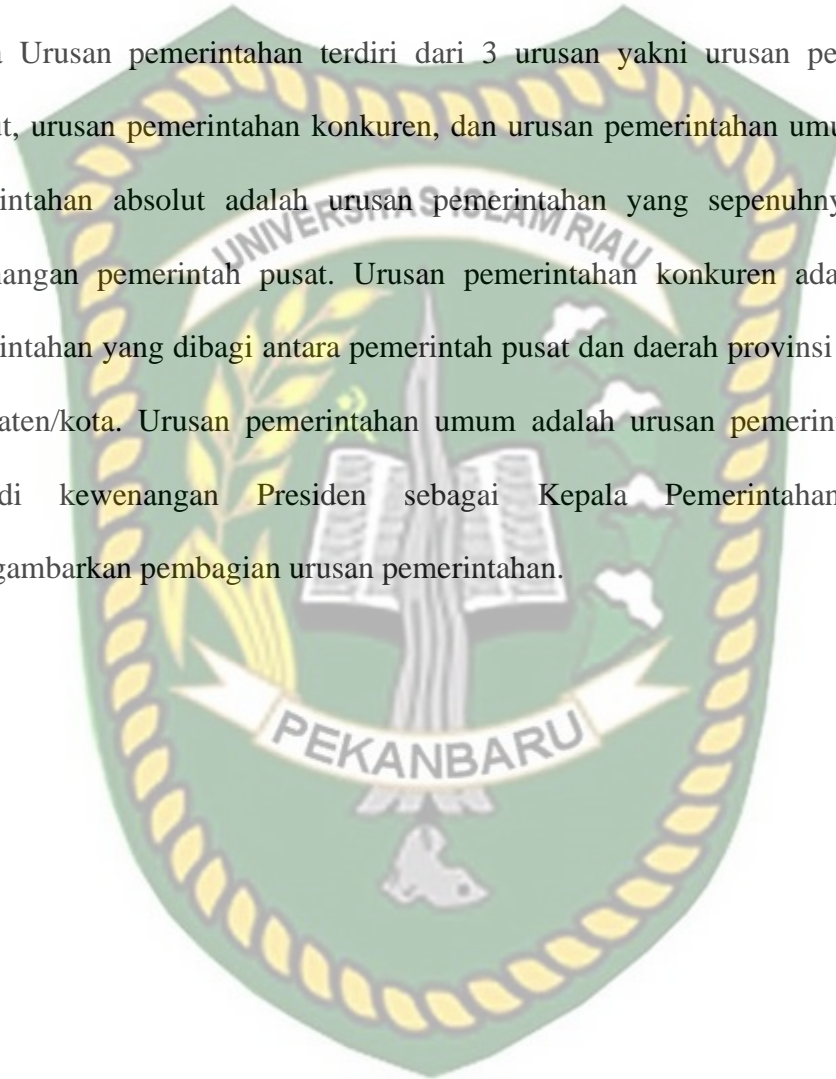 Urusan pemerintahan terdiri dari 3 urusan yakni urusan pe
ut, urusan pemerintahan konkuren, dan urusan pemerintahan umu
intahan absolut adalah urusan pemerintahan yang sepenuhny
nangan pemerintah pusat. Urusan pemerintahan konkuren ada
intahan yang dibagi antara pemerintah pusat dan daerah provinsi
aten/kota. Urusan pemerintahan umum adalah urusan pemerin
di kewenangan Presiden sebagai Kepala Pemerintahan
gambarkan pembagian urusan pemerintahan.
UNIVERSITAS ISLAM RIAU
PEKANBARU